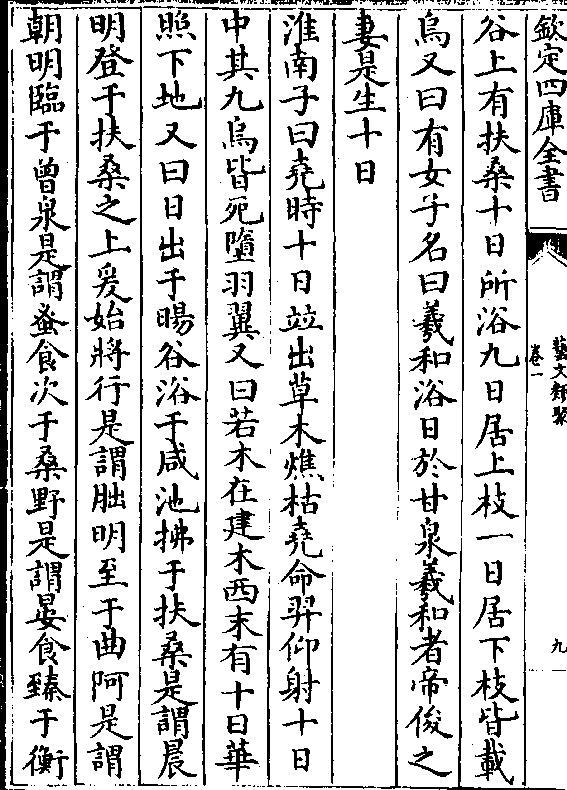 欽定四庫全書
藝文類聚
卷一
九
谷上有扶桑十日所浴九日居上枝一日居下枝皆載
烏又曰有女子名曰羲和浴日於甘泉羲和者帝俊之
妻是生十日
淮南子曰堯時十日竝出草木燋枯堯命羿仰射十日
中其九烏皆死墮羽翼又曰若木在建木西末有十日華
照下地又曰日出于暘谷浴于咸池拂于扶桑是謂晨
明登于扶桑之上爰始將行是謂朏明至于曲阿是謂
朝明臨于曾泉是謂蚤食次于桑野是謂晏食臻于衡